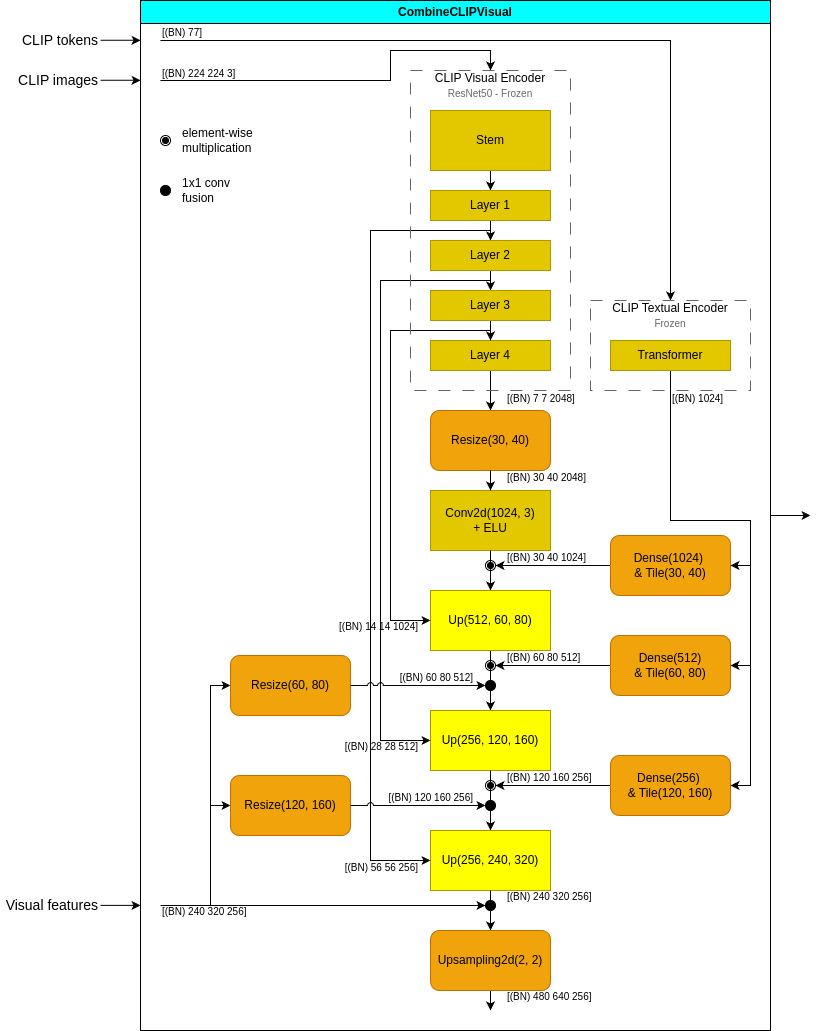 CombineCLIPVisual
CLIP tokens
[(BN) 77]
CLIP images
[(BN) 224 224 3]
element-wise
multiplication
1x1 conv
fusion
CLIP Visual Encoder
ResNet50 - Frozen
Stem
Layer 1
Layer 2
Layer 3
Layer 4
CLIP Textual Encoder
Frozen
Transformer
[(BN) 7 7 2048]
[(BN) 1024]
Resize(30, 40)
[(BN) 30 40 2048]
Conv2d(1024, 3)
+ ELU
[(BN) 30 40 1024]
Dense(1024)
& Tile(30, 40)
Up(512, 60, 80)
[(BN) 14 14 1024]
[(BN) 60 80 512]
Dense(512)
& Tile(60, 80)
Resize(60, 80)
[(BN) 60 80 512]
Up(256, 120, 160)
[(BN) 28 28 512]
[(BN) 120 160 256]
Dense(256)
& Tile(120, 160)
Resize(120, 160)
[(BN) 120 160 256]
Up(256, 240, 320)
[(BN) 56 56 256]
[(BN) 240 320 256]
Visual features
[(BN) 240 320 256]
Upsampling2d(2, 2)
[(BN) 480 640 256]